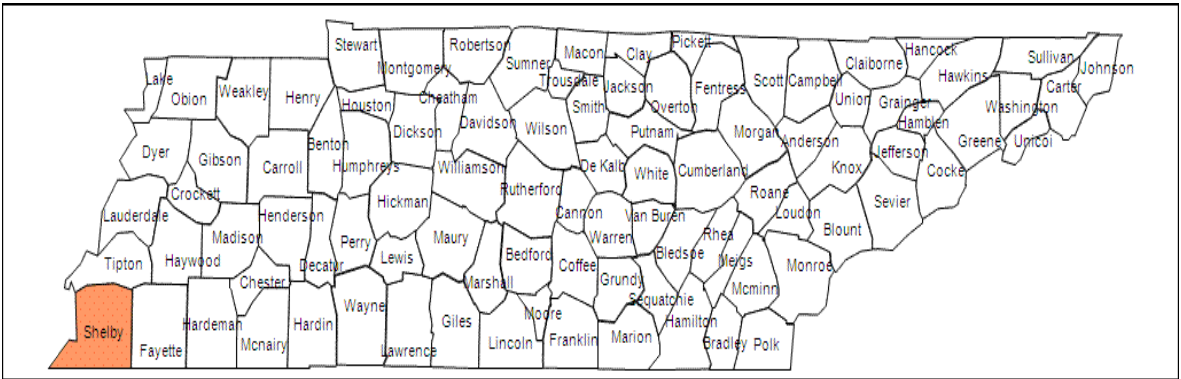 Stewart
Montgomery
Robertson
Sumner
Macon
Clay
Pickett
Hancock
Sullivan
Johnson
Lake
Obion
Weakley
Henry
Houston
Cheatham
Davidson
Trousdale
Smith
Jackson
Overton
Fentress
Scott
Campbel
Claiborne
Union
Grainger
Hamblen
Hawkins
Washington
Carter
Unicoi
Greene
Dyer
Gibson
Carroll
Benton
Humphreys
Dickson
Williamson
Wilson
Putnam
De Kalb
White
Cumberland
Morgan
Anderson
Knox
Jefferson
Cocke
Sevier
Lauderdale
Crockett
Madison
Henderson
Hickman
Rutherford
Cannon
Van Buren
Warren
Roane
Loudon
Blount
Tipton
Haywood
Chester
Decatur
Perry
Lewis
Maury
Marshall
Bedford
Coffee
Grundy
Bledsoe
Rhea
Meigs
Mcminn
Monroe
Sequatchie
Shelby
Fayette
Hardeman
Mcnairy
Hardin
Wayne
Lawrence
Giles
Lincoln
Moore
Franklin
Marion
Hamilton
Bradley
Polk